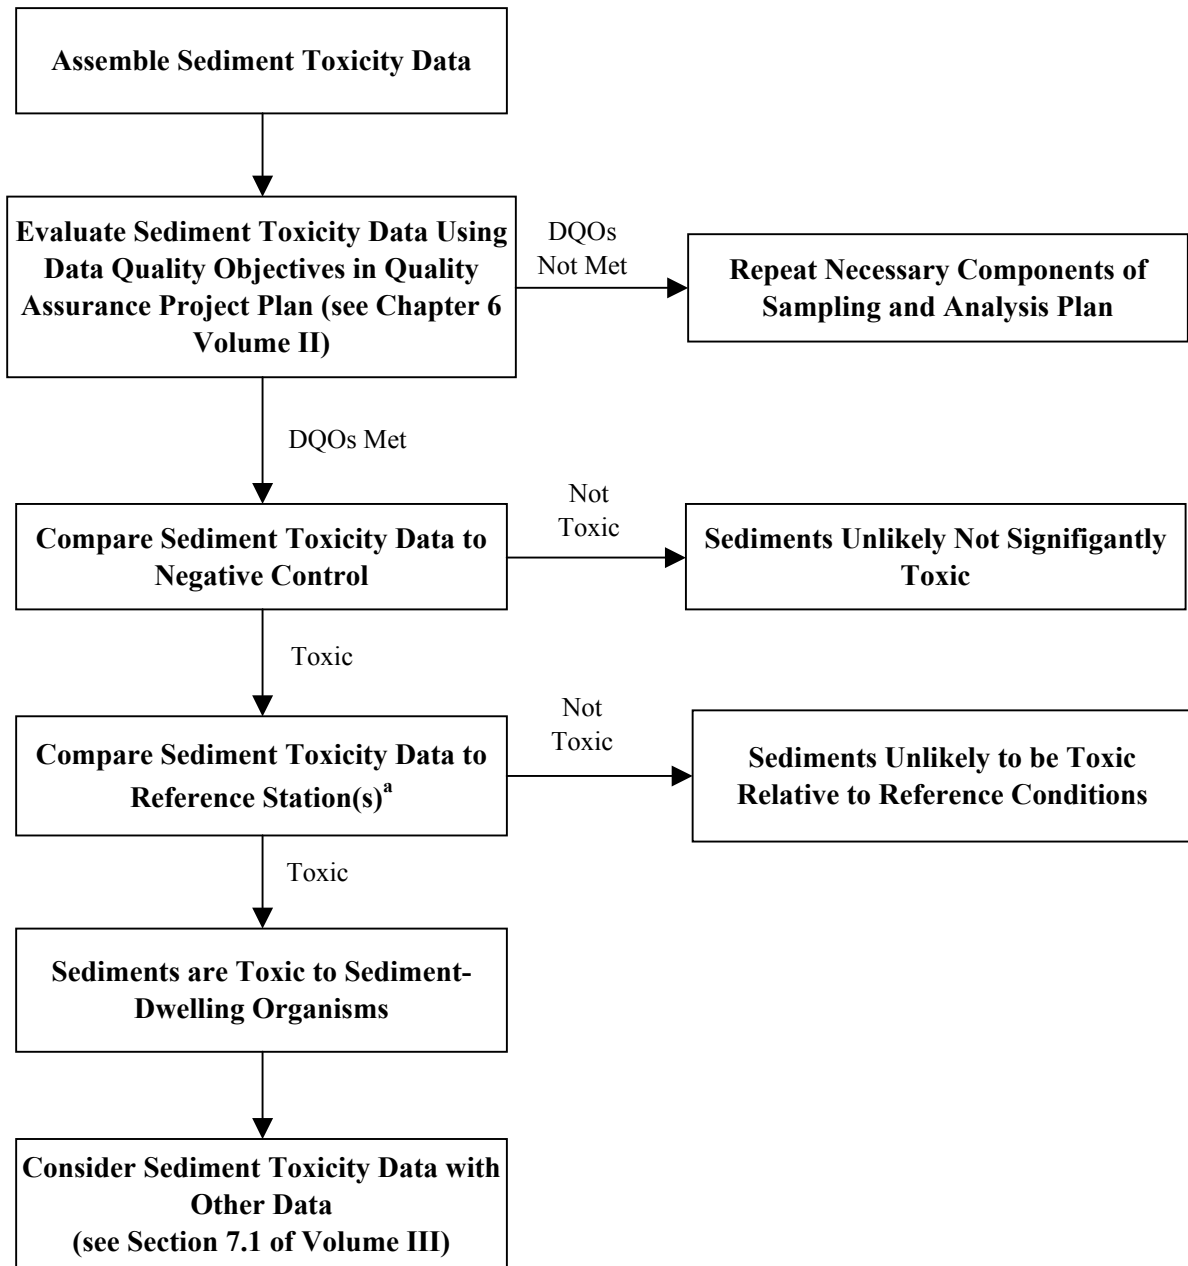 Assemble Sediment Toxicity Data
Evaluate Sediment Toxicity Data Using
Data Quality Objectives in Quality
Assurance Project Plan (see Chapter 6
Volume II)
DQOs
Not Met
Repeat Necessary Components of
Sampling and Analysis Plan
DQOs Met
Compare Sediment Toxicity Data to
Negative Control
Not
Toxic
Sediments Unlikely Not Signifigantly
Toxic
Toxic
Compare Sediment Toxicity Data to
Reference Station(s)a
Not
Toxic
Sediments Unlikely to be Toxic
Relative to Reference Conditions
Toxic
Sediments are Toxic to Sediment-
Dwelling Organisms
Consider Sediment Toxicity Data with
Other Data
(see Section 7.1 of Volume III)